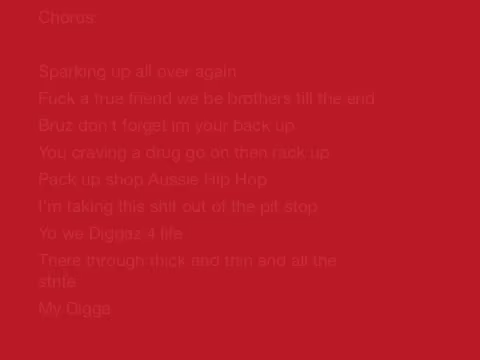 Chorus:
Sparking up all over again
Fuck a true friend we be brothers till the end
Bruz don't forget im your back up
You craving a drug go on then rack up
Pack up shop Aussie Hip Hop
I'm taking this shit out of the pit stop
Yo we Diggaz 4 life
There through thick and thin and all the
strife
My Digga